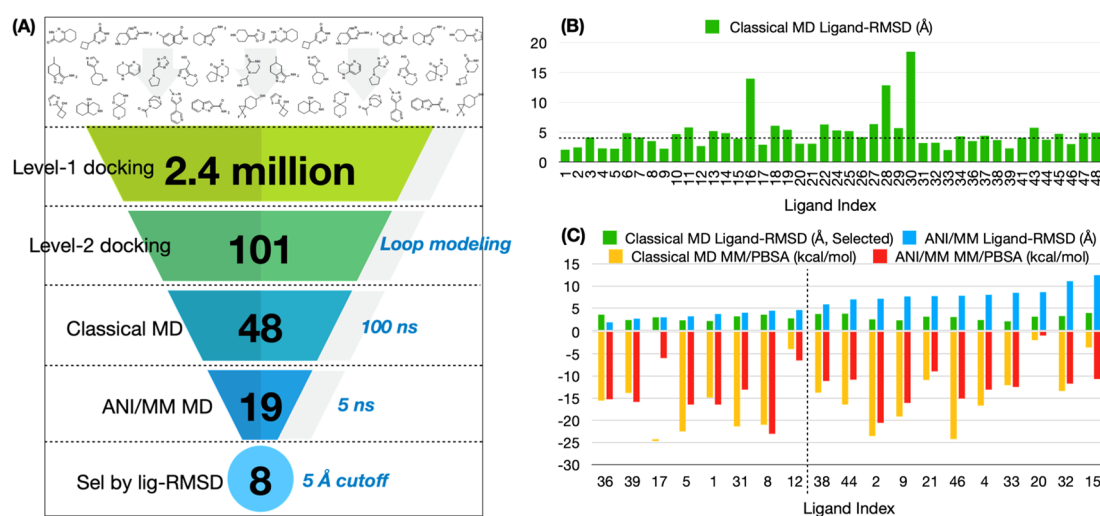 (A)
Level-1 docking
2.4 million
Level-2 docking
101
Loop modeling
Classical MD
48
100 ns
ANI/MM MD
19
5 ns
Sel by lig-RMSD
8
5 Å cutoff
(B)
Classical MD Ligand-RMSD (Å)
20
15
10
5
0
1 2 3 4 5 6 7 8 9 10 11 12 13 14 15 16 17 18 19 20 21 22 24 25 26 27 28 29 30 31 32 33 34 36 37 38 39 41 43 44 45 46 47 48
Ligand Index
(C)
Classical MD Ligand-RMSD (Å, Selected) ANI/MM Ligand-RMSD (Å)
Classical MD MM/PBSA (kcal/mol) ANI/MM MM/PBSA (kcal/mol)
15
10
5
0
-5
-10
-15
-20
-25
-30
36 39 17 5 1 31 8 12 38 44 2 9 21 46 4 33 20 32 15
Ligand Index